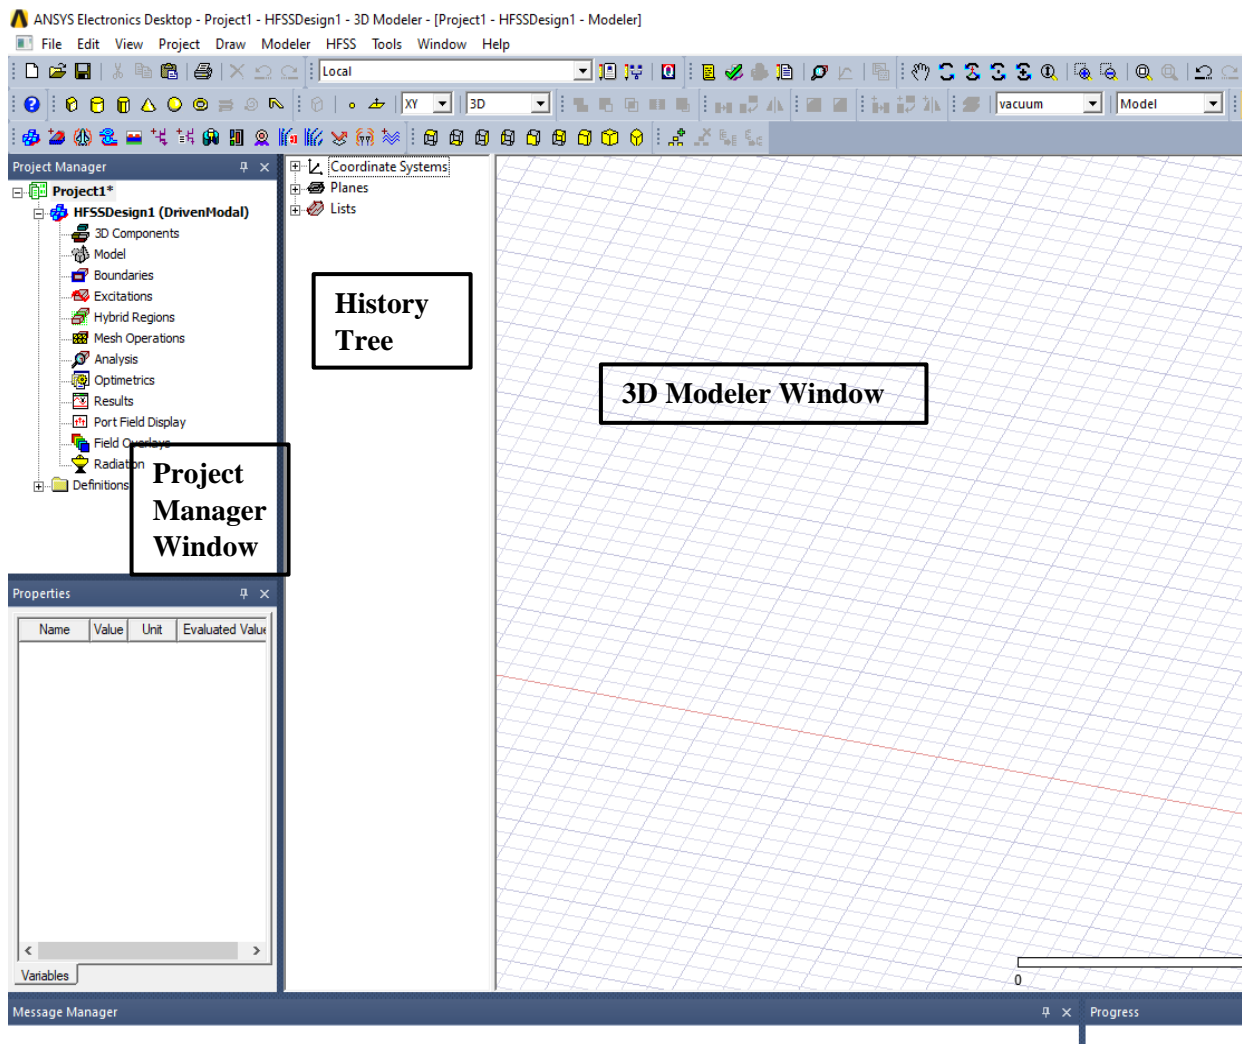 ANSYS Electronics Desktop - Project1 - HFSSDesign1 - 3D Modeler - [Project1 - HFSSDesign1 - Modeler]
File Edit View Project Draw Modeler HFSS Tools Window Help
Local
XY 3D vacuum Model
Project Manager
Project1*
HFSSDesign1 (DrivenModal)
3D Components
Model
Boundaries
Excitations
Hybrid Regions
Mesh Operations
Analysis
Optimetrics
Results
Port Field Display
Field Overlays
Radiation
Definitions
Project
Manager
Window
Coordinate Systems
Planes
Lists
History
Tree
3D Modeler Window
Properties
Name Value Unit Evaluated Value
Variables
0
Message Manager
Progress